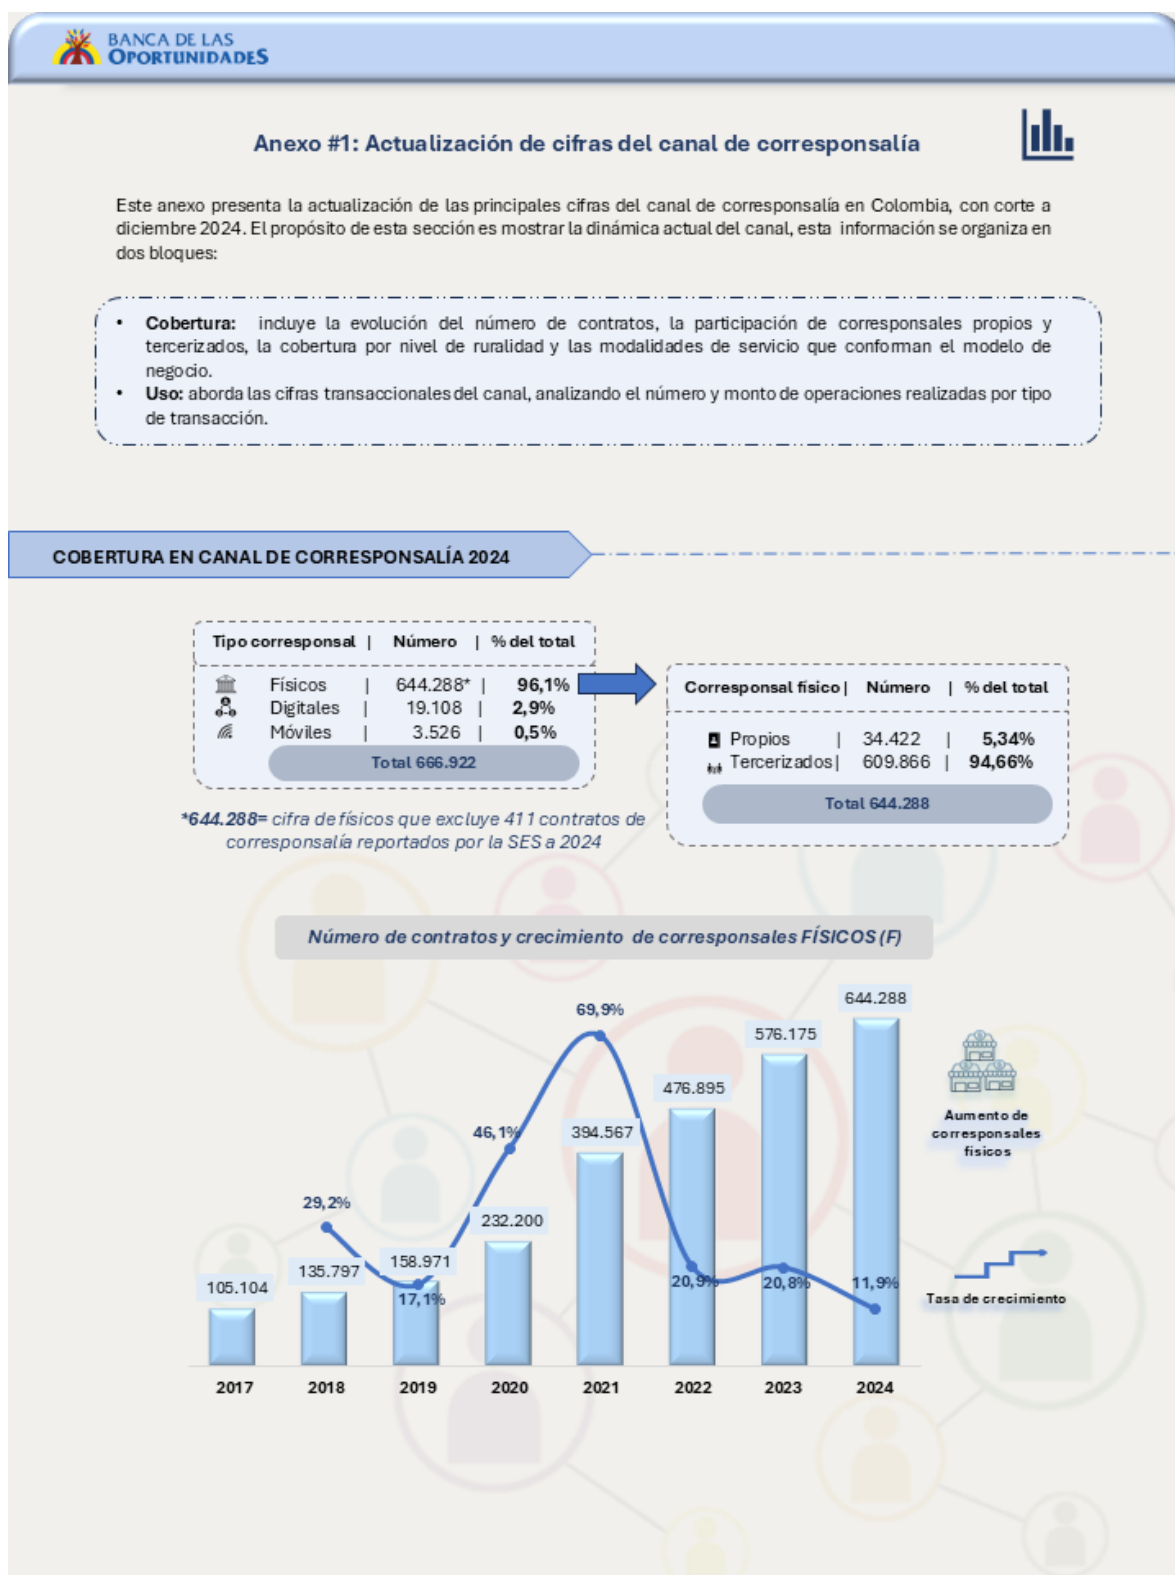 BANCA DE LAS
OPORTUNIDADES
Anexo #1: Actualización de cifras del canal de corresponsalía
Este anexo presenta la actualización de las principales cifras del canal de corresponsalía en Colombia, con corte a
diciembre 2024. El propósito de esta sección es mostrar la dinámica actual del canal, esta información se organiza en
dos bloques:
• Cobertura: incluye la evolución del número de contratos, la participación de corresponsales propios y
tercerizados, la cobertura por nivel de ruralidad y las modalidades de servicio que conforman el modelo de
negocio.
• Uso: aborda las cifras transaccionales del canal, analizando el número y monto de operaciones realizadas por tipo
de transacción.
COBERTURA EN CANAL DE CORRESPONSALÍA 2024
Tipo corresponsal | Número | % del total
Físicos | 644.288* | 96,1%
Digitales | 19.108 | 2,9%
Móviles | 3.526 | 0,5%
Total 666.922
Corresponsal físico | Número | % del total
Propios | 34.422 | 5,34%
Tercerizados | 609.866 | 94,66%
Total 644.288
*644.288= cifra de físicos que excluye 411 contratos de
corresponsalía reportados por la SES a 2024
Número de contratos y crecimiento de corresponsales FÍSICOS (F)
644.288
69,9%
576.175
476.895
46,1%
394.567
29,2%
232.200
158.971
135.797
105.104
17,1%
20,9%
20,8%
11,9%
Aumento de
corresponsales
fisicos
Tasa de crecimiento
2017 2018 2019 2020 2021 2022 2023 2024